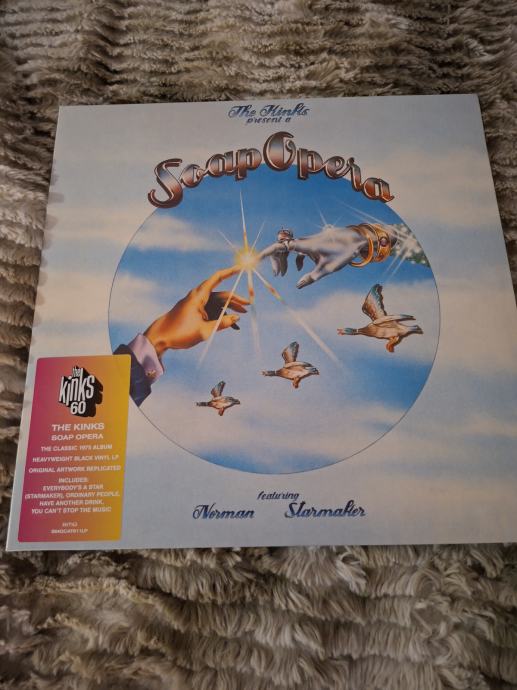 The Kinks
present a
Soap Opera
the
kinks
60
THE KINKS
SOAP OPERA
THE CLASSIC 1975 ALBUM
HEAVYWEIGHT BLACK VINYL LP
ORIGINAL ARTWORK REPLICATED
INCLUDES:
EVERYBODY'S A STAR
(STARMAKER), ORDINARY PEOPLE,
HAVE ANOTHER DRINK,
YOU CAN'T STOP THE MUSIC
featuring
Norman Starmaker